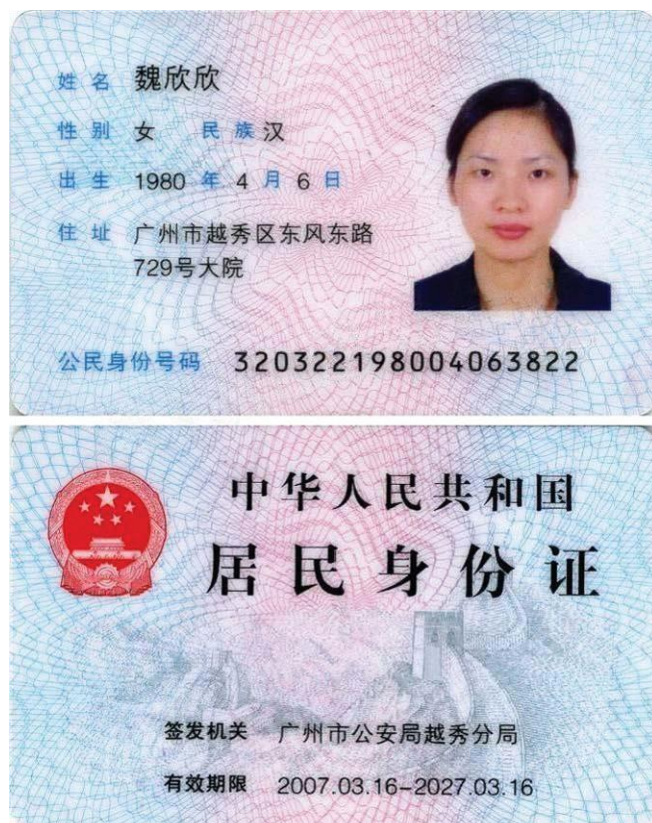 姓名 魏欣欣
性别 女 民族 汉
出生 1980 年 4 月 6 日
住址 广州市越秀区东风东路
729号大院
公民身份号码 320322198004063822
中华人民共和国
居民身份证
签发机关 广州市公安局越秀分局
有效期限 2007.03.16-2027.03.16